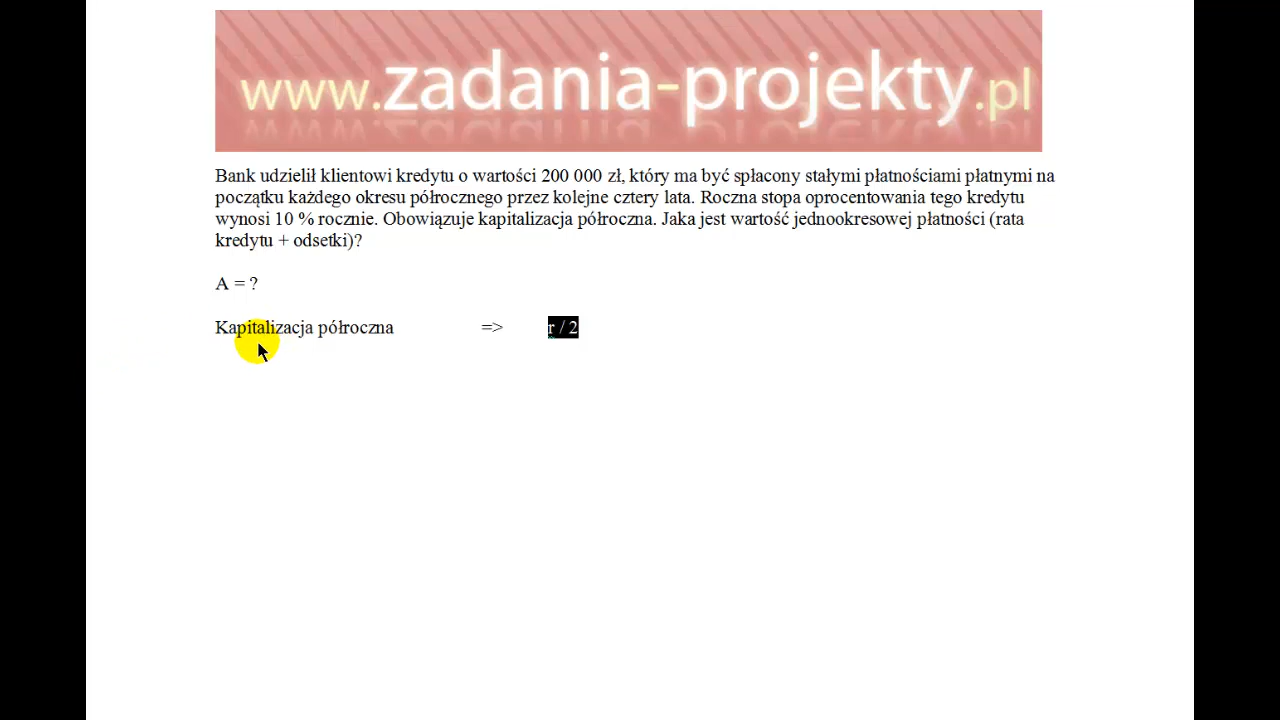 www.zadania-projekty.pl
Bank udzielił klientowi kredytu o wartości 200 000 zł, który ma być spłacony stałymi płatnościami płatnymi na
początku każdego okresu półrocznego przez kolejne cztery lata. Roczna stopa oprocentowania tego kredytu
wynosi 10 % rocznie. Obowiązuje kapitalizacja półroczna. Jaka jest wartość jednookresowej płatności (rata
kredytu + odsetki)?
A = ?
Kapitalizacja półroczna => r / 2